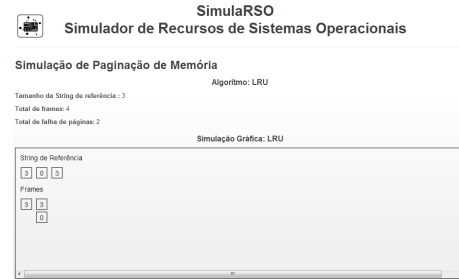 SimulaRSO
Simulador de Recursos de Sistemas Operacionais
Simulação de Paginação de Memória
Algoritmo: LRU
Tamanho da String de referência : 3
Total de frames: 4
Total de falha de páginas: 2
Simulação Gráfica: LRU
String de Referência
3 0 3
Frames
3 3
0